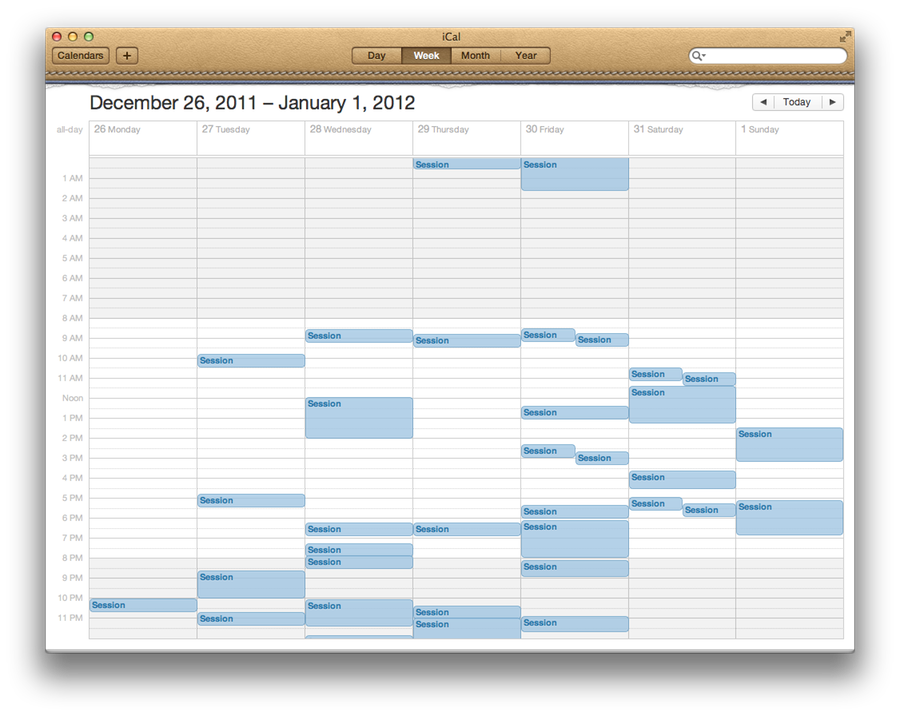 iCal
Calendars + Day Week Month Year
December 26, 2011 – January 1, 2012
Today
all-day 26 Monday 27 Tuesday 28 Wednesday 29 Thursday 30 Friday 31 Saturday 1 Sunday
Session Session
1 AM
2 AM
3 AM
4 AM
5 AM
6 AM
7 AM
8 AM
Session Session Session Session
9 AM
Session
10 AM
Session Session
11 AM
Session
Noon
Session Session
1 PM
Session
2 PM
Session Session
3 PM
Session
4 PM
Session Session
5 PM
Session Session Session Session
6 PM
Session Session Session
7 PM
Session
8 PM
Session Session
9 PM
Session
10 PM
Session Session Session
11 PM
Session Session Session